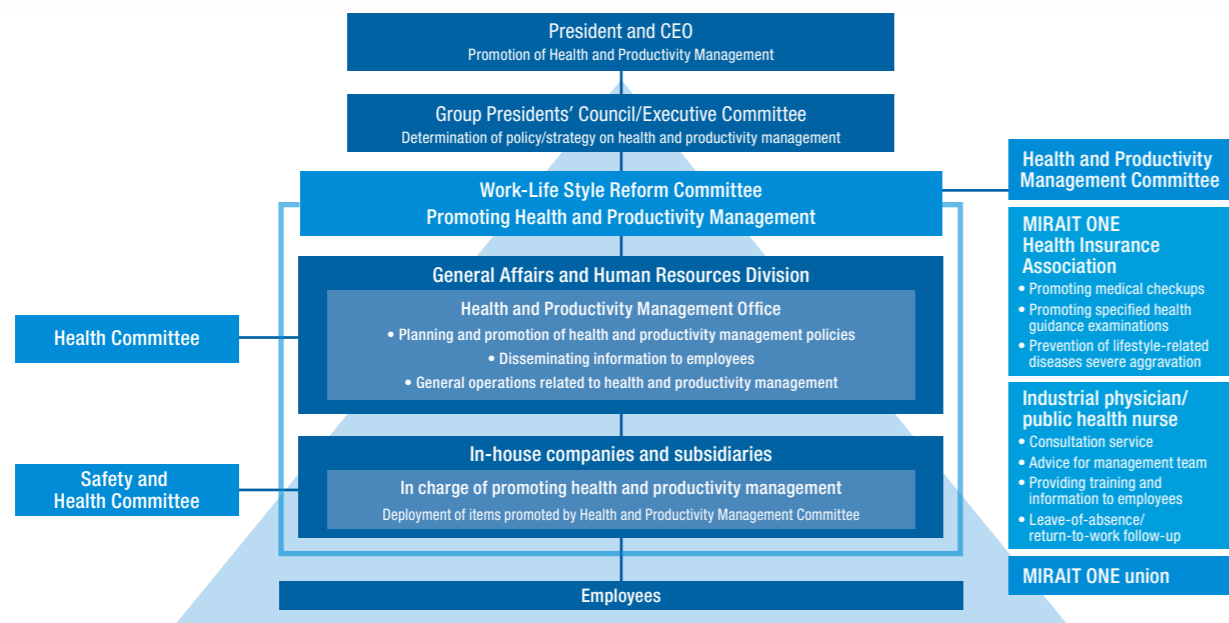 President and CEO
Promotion of Health and Productivity Management
Group Presidents' Council/Executive Committee
Determination of policy/strategy on health and productivity management
Work-Life Style Reform Committee
Promoting Health and Productivity Management
General Affairs and Human Resources Division
Health and Productivity Management Office
• Planning and promotion of health and productivity management policies
• Disseminating information to employees
• General operations related to health and productivity management
In-house companies and subsidiaries
In charge of promoting health and productivity management
Deployment of items promoted by Health and Productivity Management Committee
Employees
Health Committee
Safety and
Health Committee
Health and Productivity
Management Committee
MIRAIT ONE
Health Insurance
Association
• Promoting medical checkups
• Promoting specified health
guidance examinations
• Prevention of lifestyle-related
diseases severe aggravation
Industrial physician/
public health nurse
• Consultation service
• Advice for management team
• Providing training and
information to employees
• Leave-of-absence/
return-to-work follow-up
MIRAIT ONE union